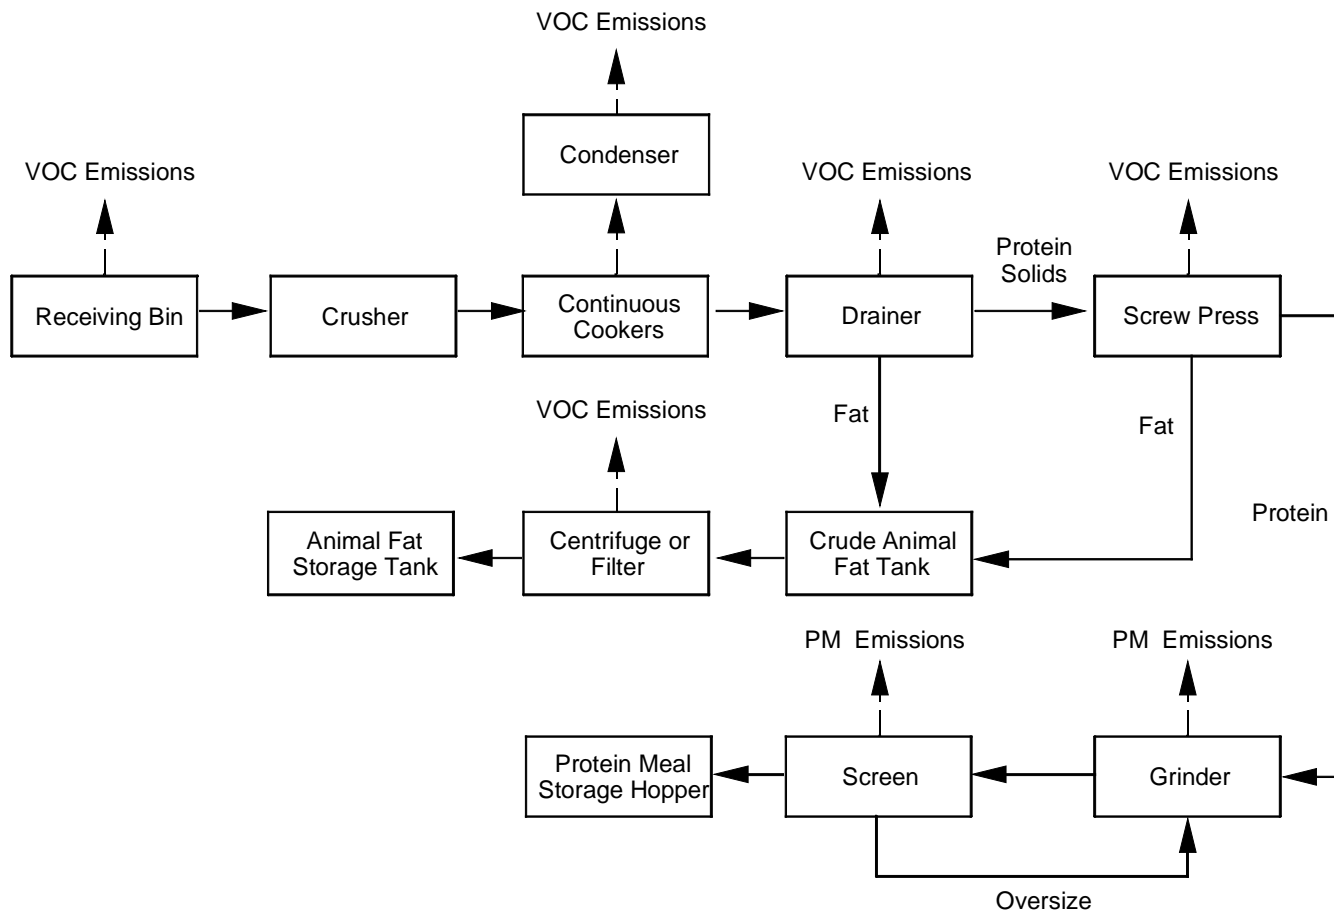 VOC Emissions
Condenser
VOC Emissions
VOC Emissions
VOC Emissions
Protein
Solids
Receiving Bin
Crusher
Continuous
Cookers
Drainer
Screw Press
VOC Emissions
Fat
Fat
Protein
Animal Fat
Storage Tank
Centrifuge or
Filter
Crude Animal
Fat Tank
PM Emissions
PM Emissions
Protein Meal
Storage Hopper
Screen
Grinder
Oversize